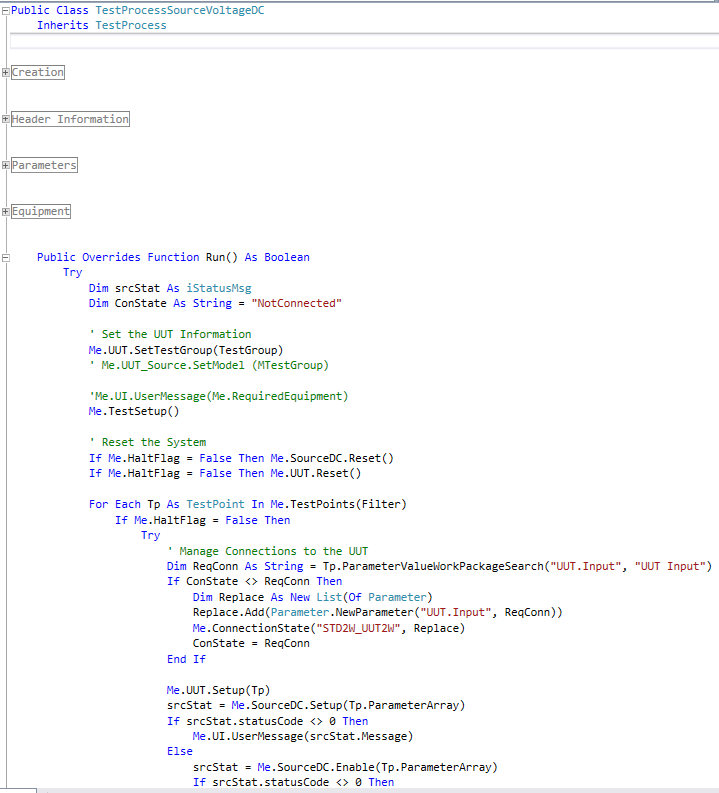 Public Class TestProcessSourceVoltageDC
Inherits TestProcess
Creation
Header Information
Parameters
Equipment
Public Overrides Function Run() As Boolean
Try
Dim srcStat As iStatusMsg
Dim ConState As String = "NotConnected"
' Set the UUT Information
Me.UUT.SetTestGroup(TestGroup)
' Me.UUT_Source.SetModel (MTestGroup)
'Me.UI.UserMessage(Me.RequiredEquipment)
Me.TestSetup()
' Reset the System
If Me.HaltFlag = False Then Me.SourceDC.Reset()
If Me.HaltFlag = False Then Me.UUT.Reset()
For Each Tp As TestPoint In Me.TestPoints(Filter)
If Me.HaltFlag = False Then
Try
' Manage Connections to the UUT
Dim ReqConn As String = Tp.ParameterValueWorkPackageSearch("UUT.Input", "UUT Input")
If ConState <> ReqConn Then
Dim Replace As New List(Of Parameter)
Replace.Add(Parameter.NewParameter("UUT.Input", ReqConn))
Me.ConnectionState("STD2W_UUT2W", Replace)
ConState = ReqConn
End If
Me.UUT.Setup(Tp)
srcStat = Me.SourceDC.Setup(Tp.ParameterArray)
If srcStat.statusCode <> 0 Then
Me.UI.UserMessage(srcStat.Message)
Else
srcStat = Me.SourceDC.Enable(Tp.ParameterArray)
If srcStat.statusCode <> 0 Then